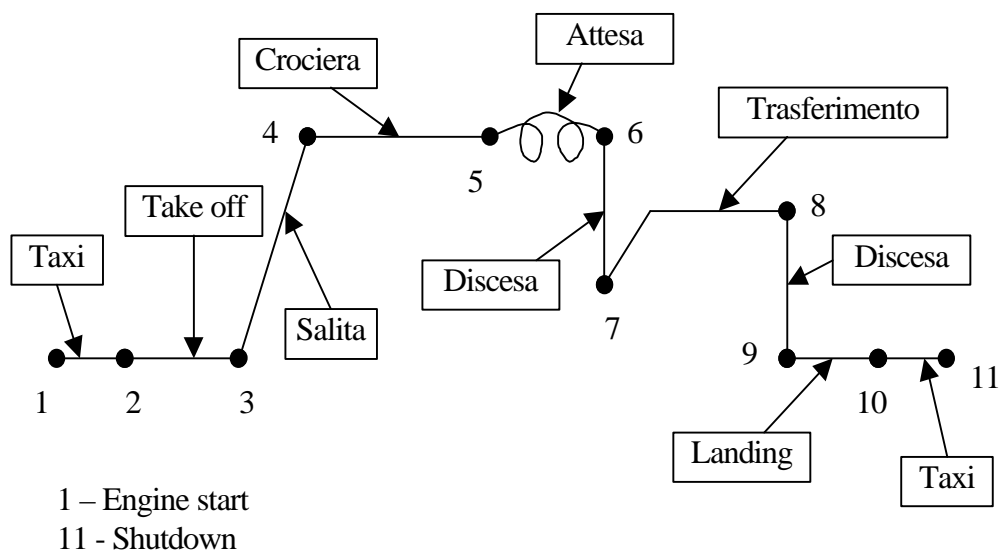 Attesa
Crociera
Trasferimento
4
6
5
8
Take off
Taxi
Discesa
Discesa
Salita
7
9
1
2
3
10
11
Landing
Taxi
1 – Engine start
11 - Shutdown